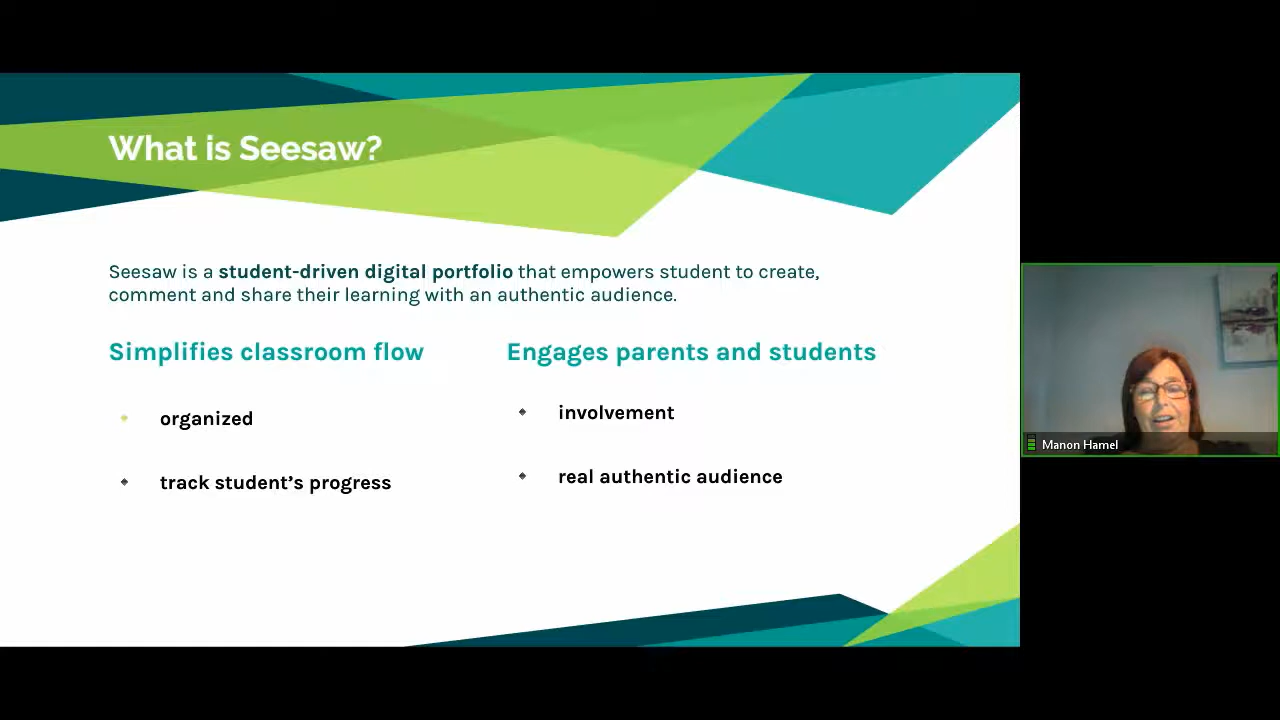 What is Seesaw?
Seesaw is a student-driven digital portfolio that empowers student to create,
comment and share their learning with an authentic audience.
Simplifies classroom flow
organized
track student’s progress
Engages parents and students
involvement
real authentic audience
Manon Hamel